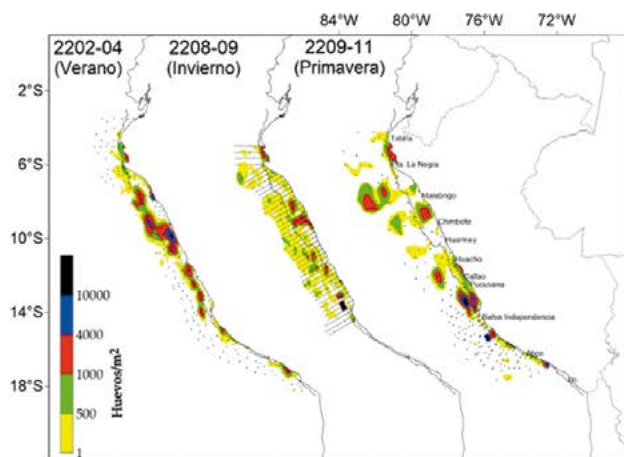 84°W 80°W 76°W 72°W
2202-04 2208-09 2209-11
(Verano) (Invierno) (Primavera)
2°S
6°S
10°S
14°S
18°S
Talara
Pta. La Negra
Malabrigo
Chimbote
Huarmey
Huacho
Callao
Pucusana
Bahía Independencia
Atico
Ilo
10000
4000
1000
500
1
Huevos/m2